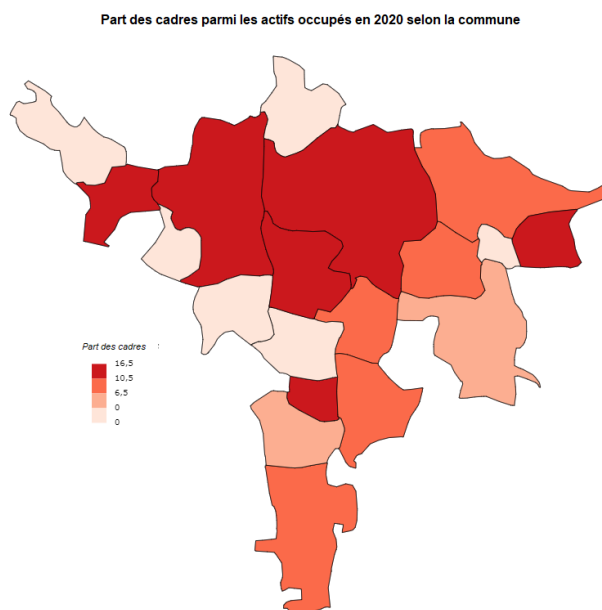 Part des cadres parmi les actifs occupés en 2020 selon la commune
Part des cadres :
16,5
10,5
6,5
0
0